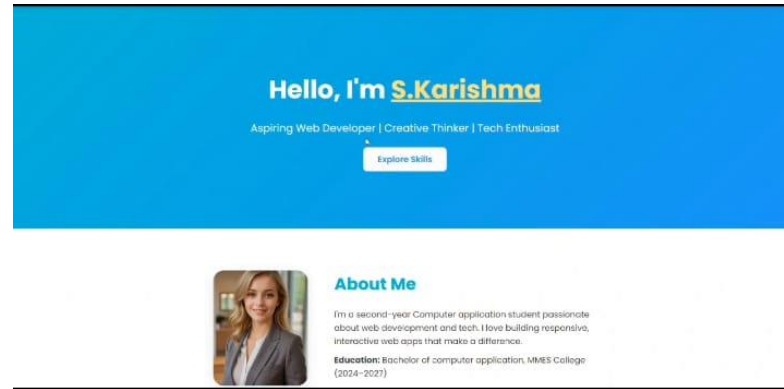 Hello, I'm S.Karishma
Aspiring Web Developer | Creative Thinker | Tech Enthusiast
Explore Skills
About Me
I'm a second-year Computer application student passionate
about web development and tech. I love building responsive,
interactive web apps that make a difference.
Education: Bachelor of computer application, MMES College
(2024-2027)